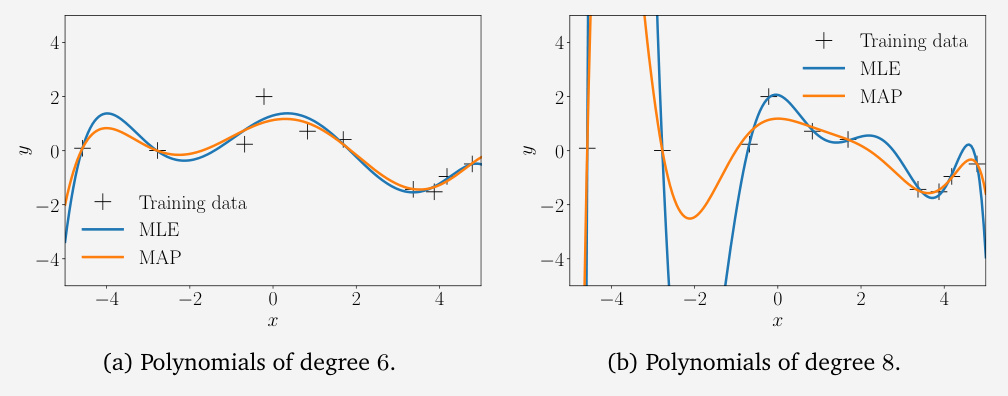 4
2
0
−2
−4
y
Training data
MLE
MAP
−4
−2
0
2
4
x
(a) Polynomials of degree 6.
4
2
0
−2
−4
y
Training data
MLE
MAP
−4
−2
0
2
4
x
(b) Polynomials of degree 8.